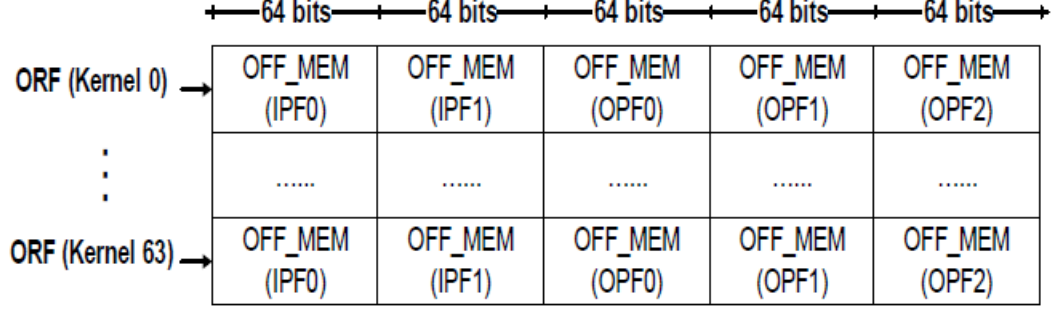 64 bits 64 bits 64 bits 64 bits 64 bits
ORF (Kernel 0) OFF_MEM (IPF0) OFF_MEM (IPF1) OFF_MEM (OPF0) OFF_MEM (OPF1) OFF_MEM (OPF2)
...... ...... ...... ...... ......
ORF (Kernel 63) OFF_MEM (IPF0) OFF_MEM (IPF1) OFF_MEM (OPF0) OFF_MEM (OPF1) OFF_MEM (OPF2)